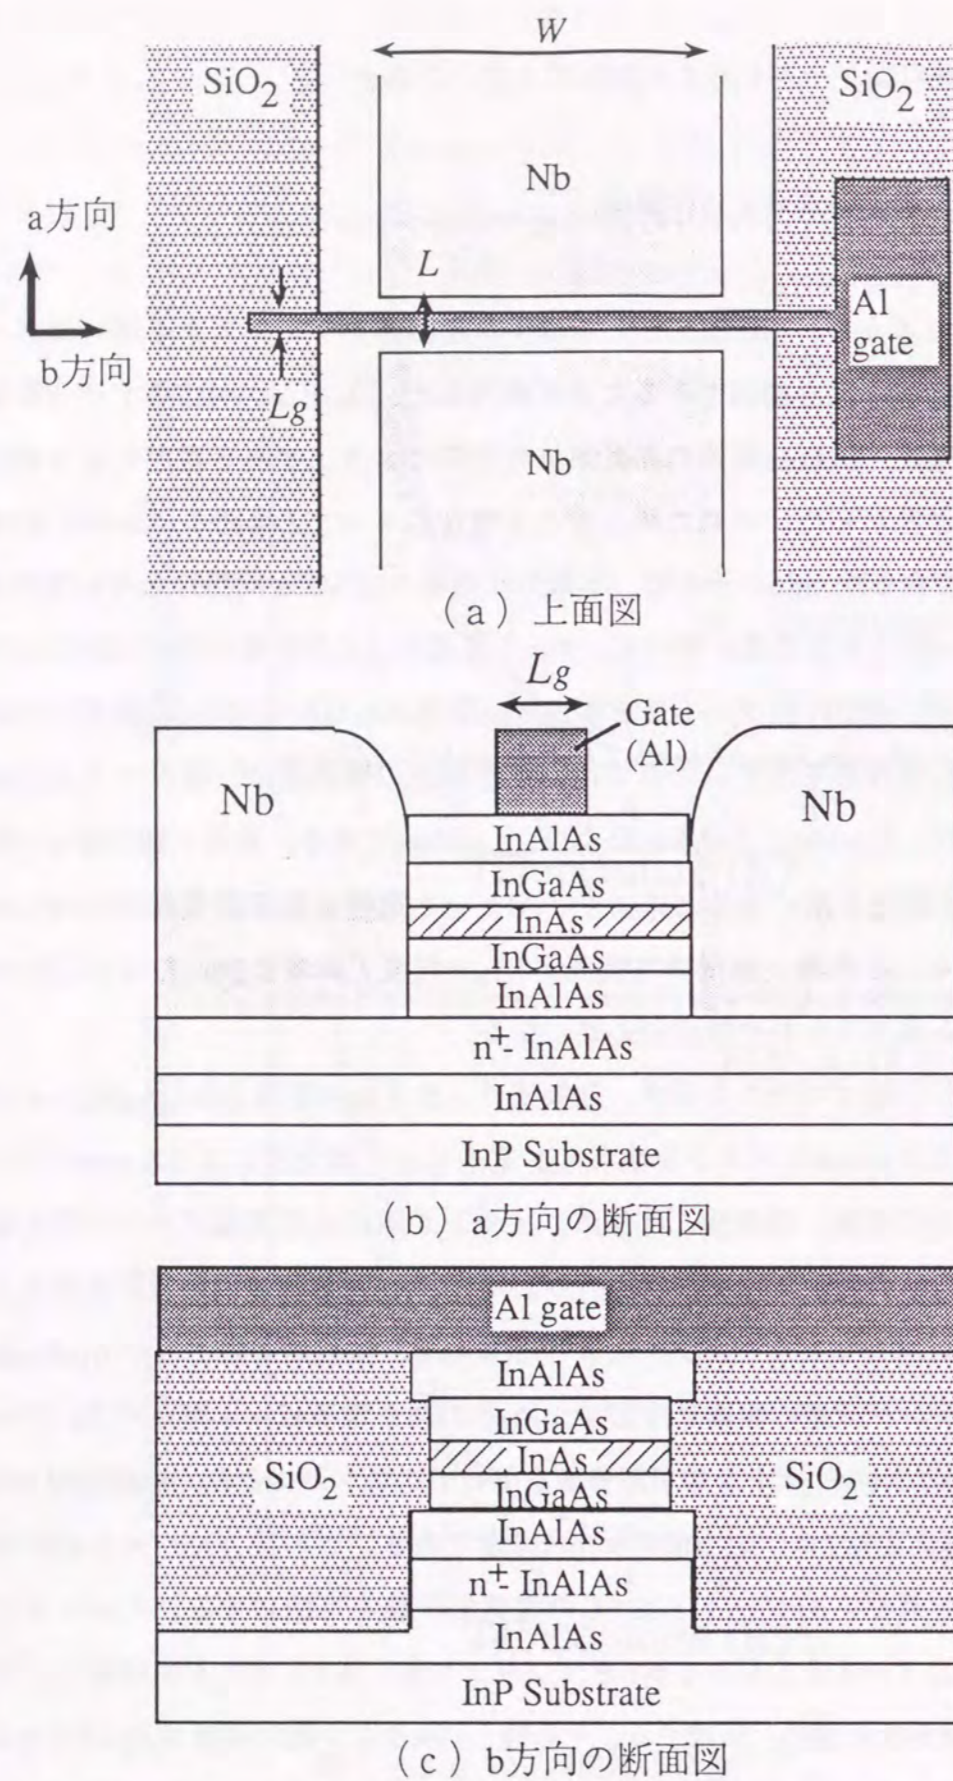 W
SiO2
SiO2
Nb
a方向
L
b方向
Al
gate
Lg
Nb
(a) 上面図
Lg
Gate
(Al)
Nb
Nb
InAlAs
InGaAs
InAs
InGaAs
InAlAs
n+- InAlAs
InAlAs
InP Substrate
(b) a方向の断面図
Al gate
InAlAs
InGaAs
InAs
SiO2
SiO2
InGaAs
InAlAs
n+- InAlAs
InAlAs
InP Substrate
(c) b方向の断面図